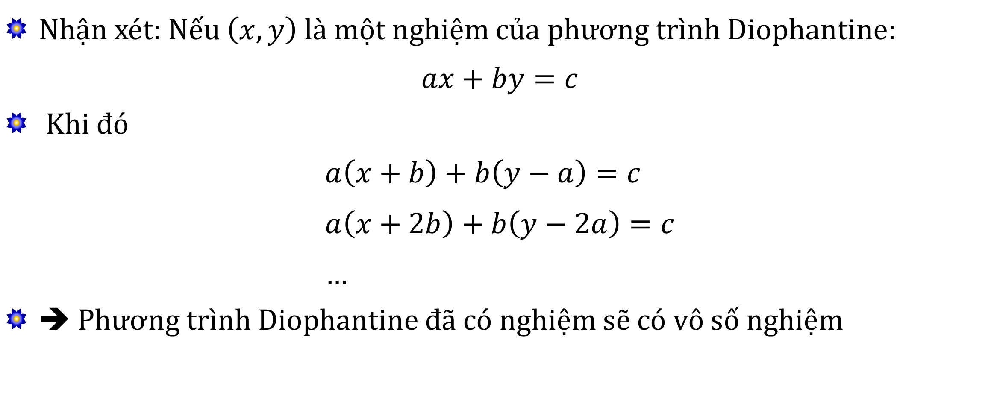 Nhận xét: Nếu (x, y) là một nghiệm của phương trình Diophantine:
ax + by = c
Khi đó
a(x + b) + b(y − a) = c
a(x + 2b) + b(y − 2a) = c
…
➔ Phương trình Diophantine đã có nghiệm sẽ có vô số nghiệm